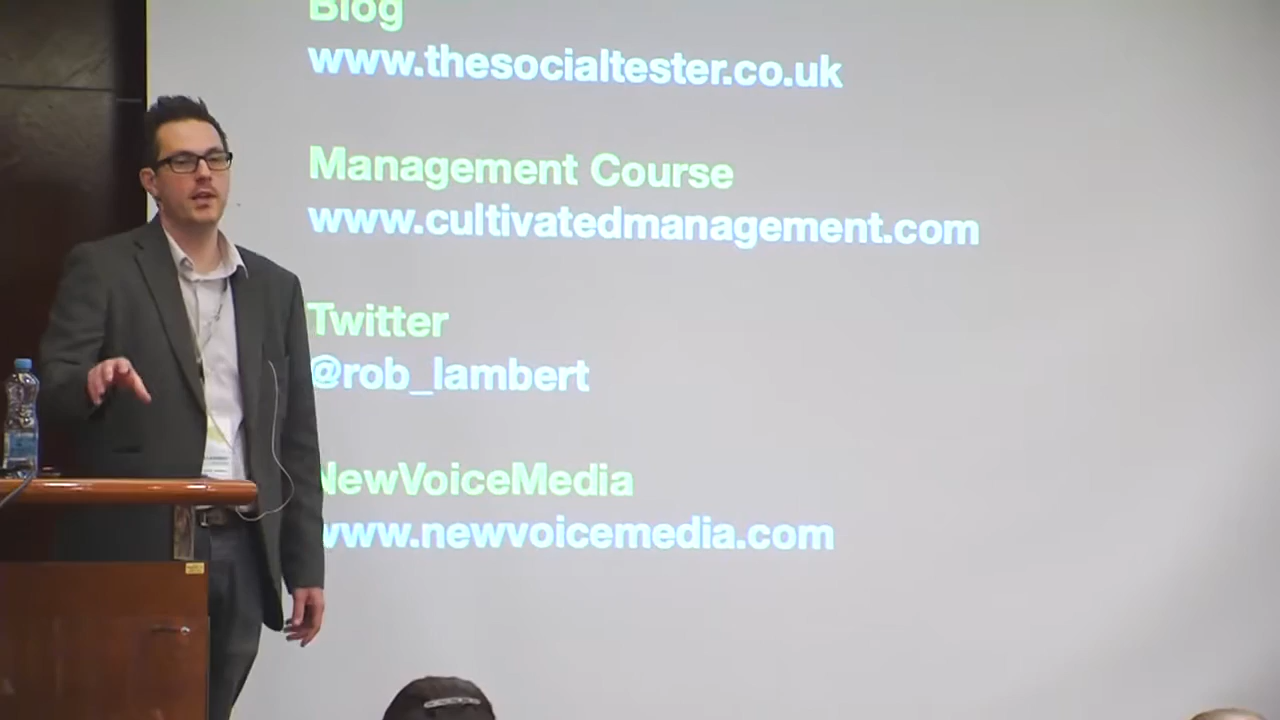 Blog
www.thesocialtester.co.uk
Management Course
www.cultivatedmanagement.com
Twitter
@rob_lambert
NewVoiceMedia
www.newvoicemedia.com